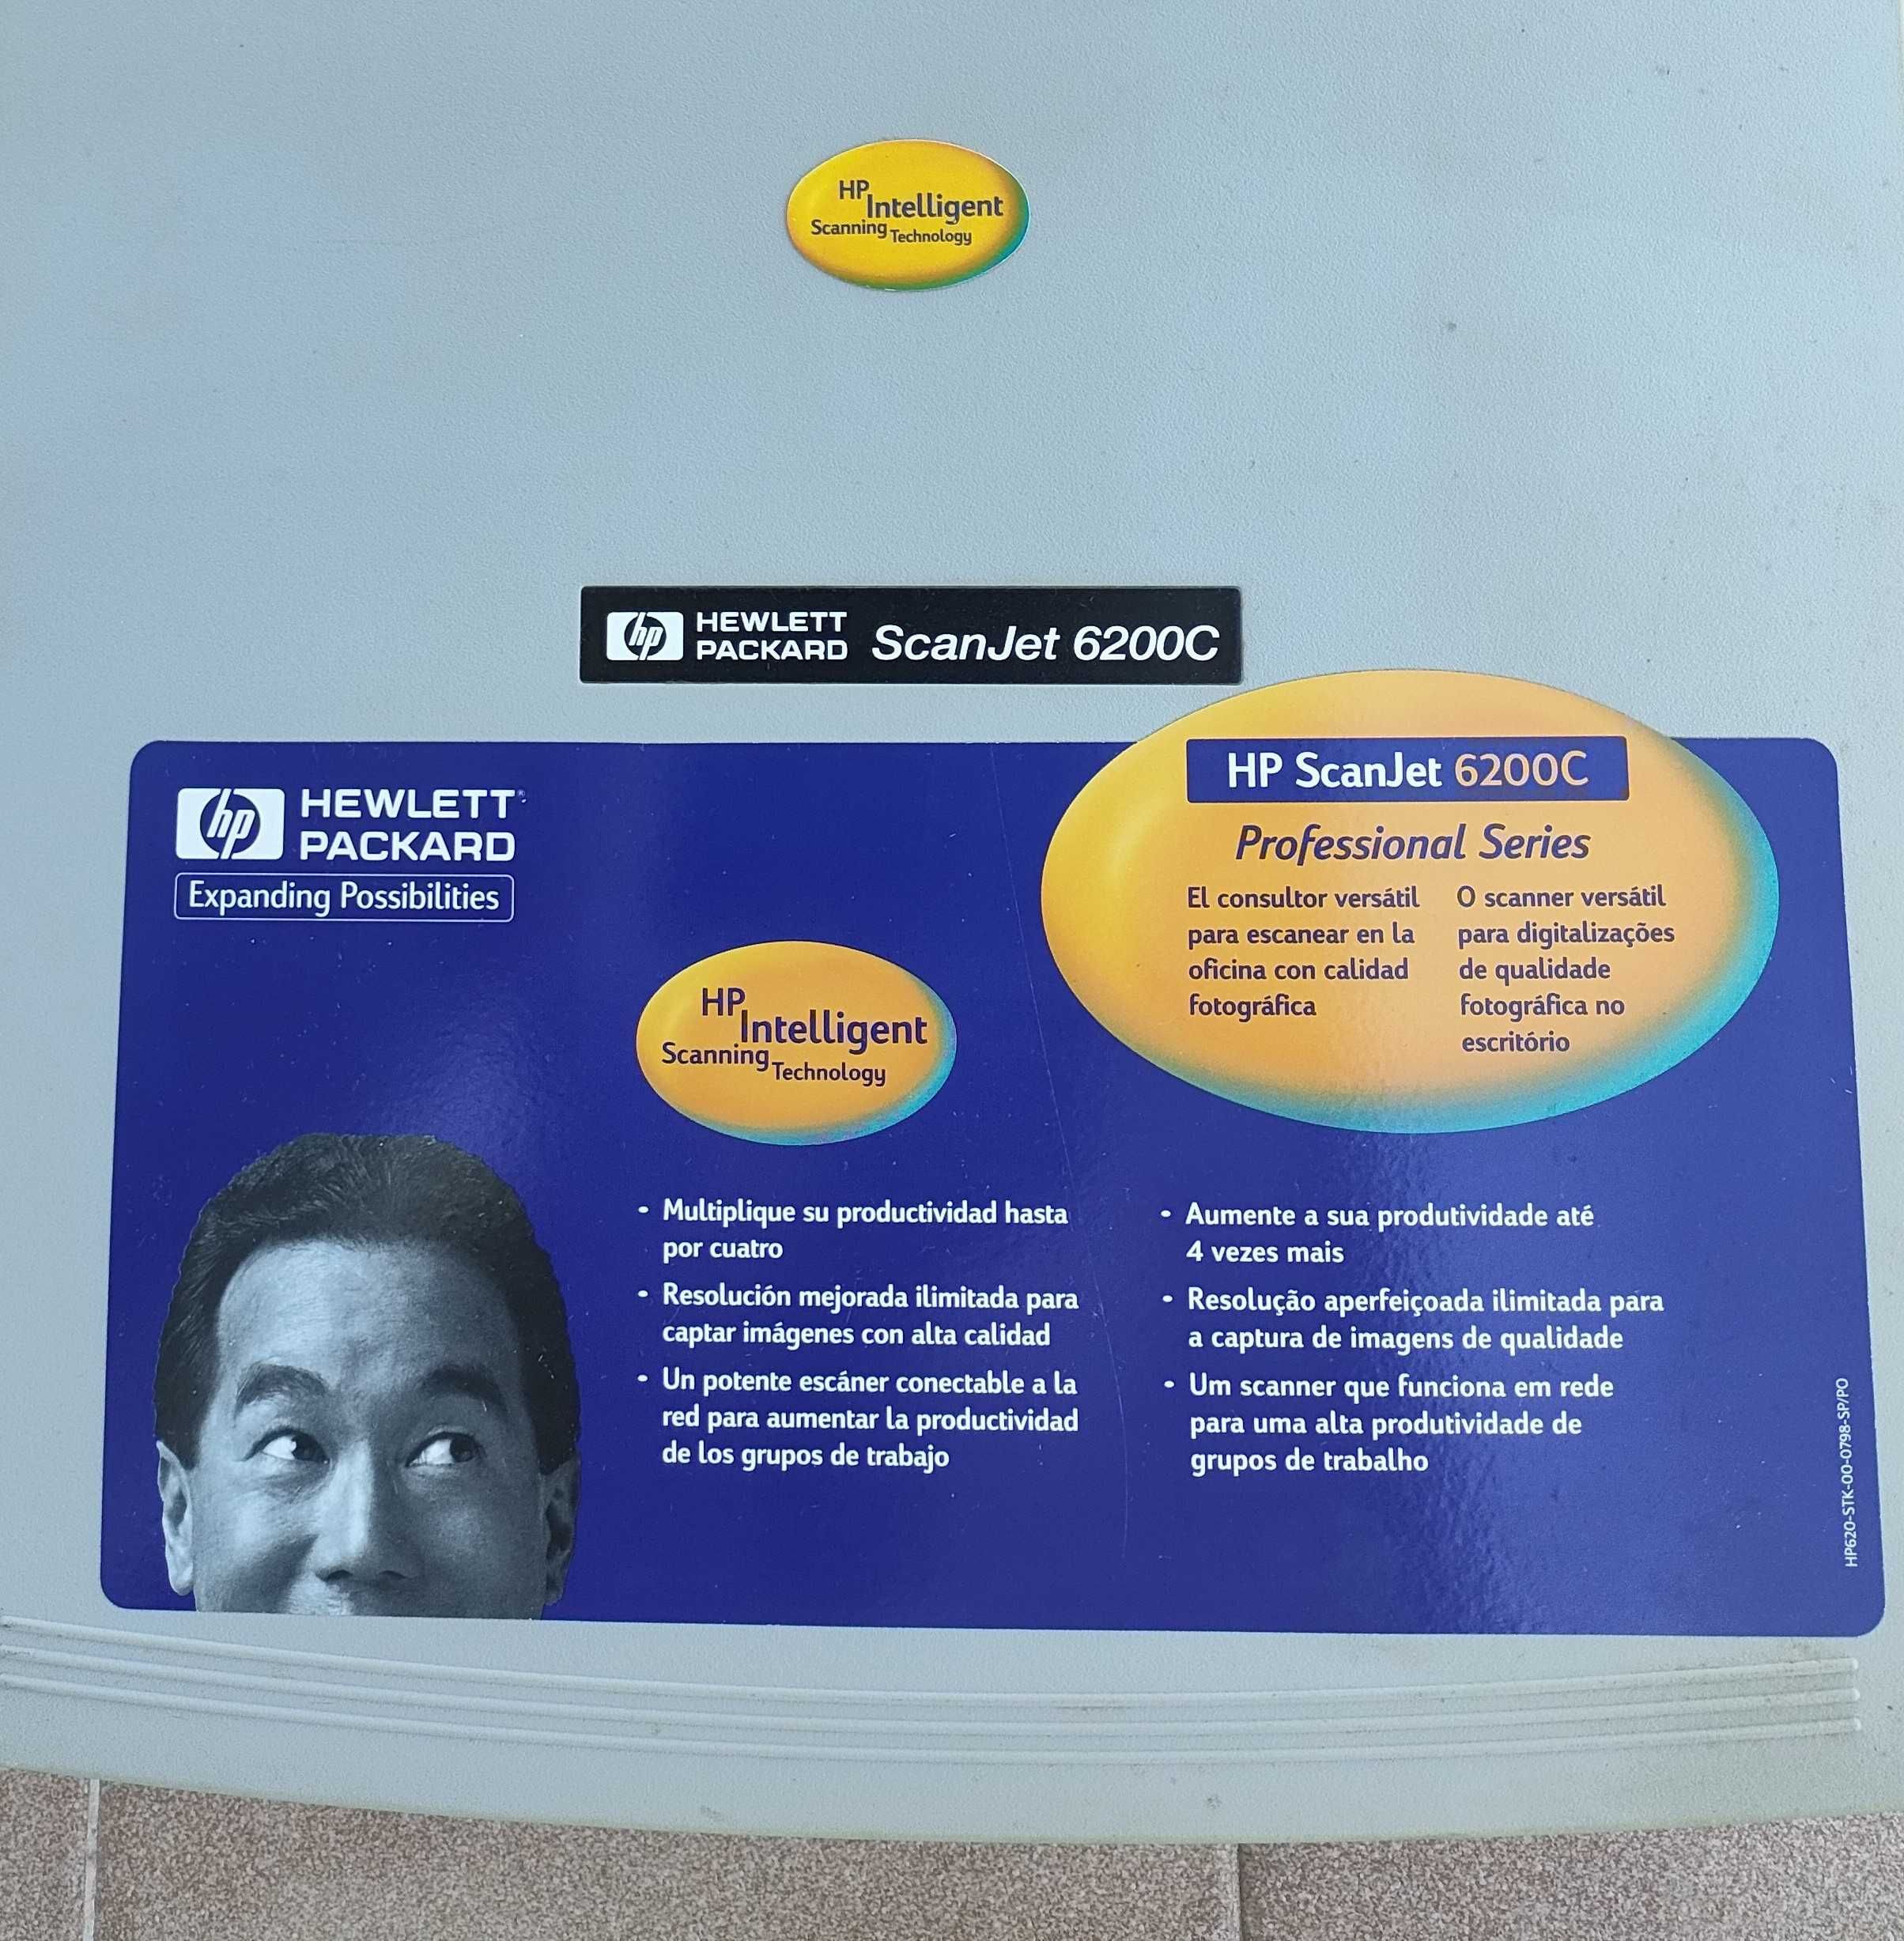 HP
Intelligent
Scanning
Technology
hp HEWLETT
PACKARD ScanJet 6200C
hp HEWLETT®
PACKARD
Expanding Possibilities
HP ScanJet 6200C
Professional Series
El consultor versátil
para escanear en la
oficina con calidad
fotográfica
O scanner versátil
para digitalizações
de qualidade
fotográfica no
escritório
HP
Intelligent
Scanning
Technology
• Multiplique su productividad hasta
por cuatro
• Resolución mejorada ilimitada para
captar imágenes con alta calidad
• Un potente escáner conectable a la
red para aumentar la productividad
de los grupos de trabajo
• Aumente a sua produtividade até
4 vezes mais
• Resolução aperfeiçoada ilimitada para
a captura de imagens de qualidade
• Um scanner que funciona em rede
para uma alta produtividade de
grupos de trabalho
HP620-STK-00-0798-SP/PO